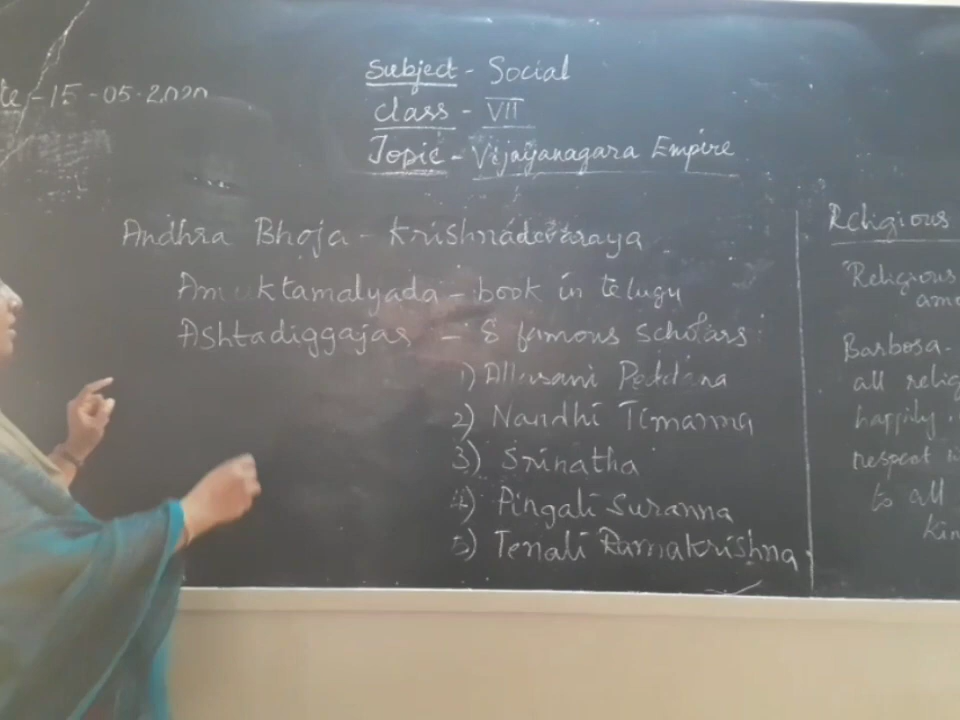 te - 15 - 05 - 2020
Subject - Social
Class - VII
Topic - Vijayanagara Empire
Andhra Bhoja - Krishnadevaraya
Amuktamalyada - book in telugu
Ashtadiggajas - 8 famous scholars
1) Allasani Peddana
2) Nandhi Timanna
3) Srinatha
4) Pingali Suranna
5) Tenali Ramakrishna
Religious
Religious
amo
Barbosa -
all relig
happily
respect
to all
kin